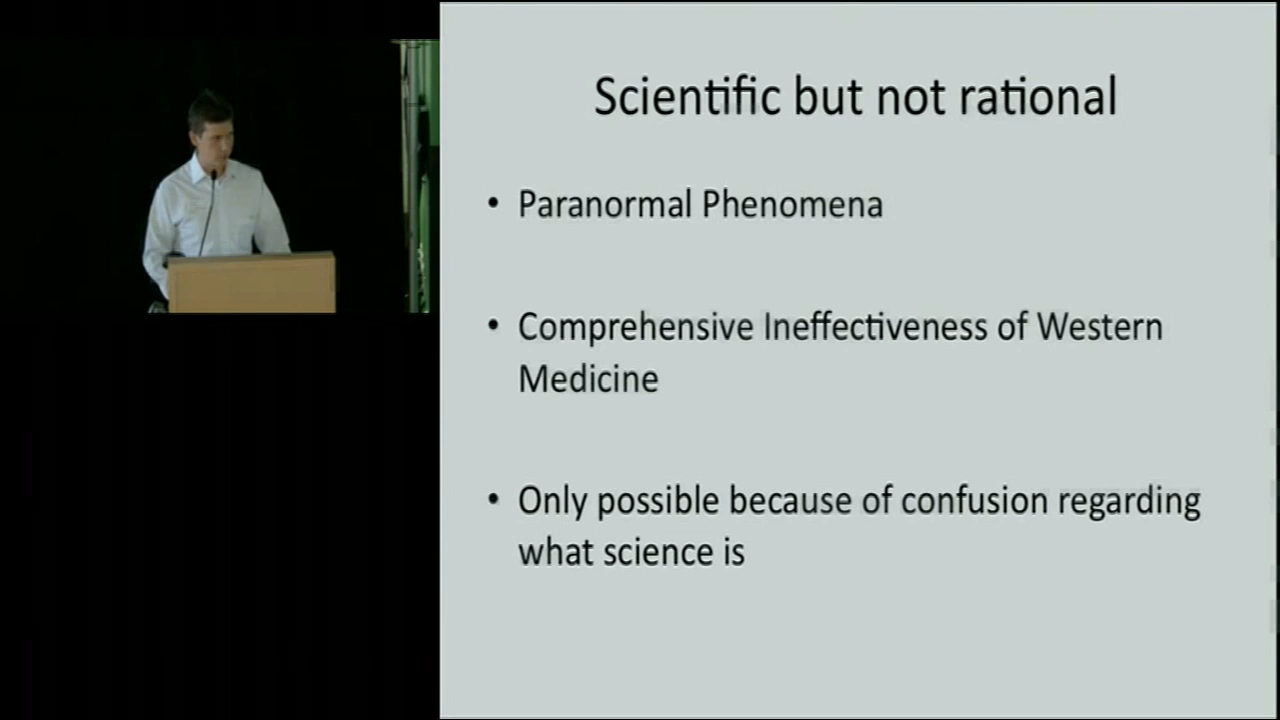 Scientific but not rational
• Paranormal Phenomena
• Comprehensive Ineffectiveness of Western
Medicine
• Only possible because of confusion regarding
what science is